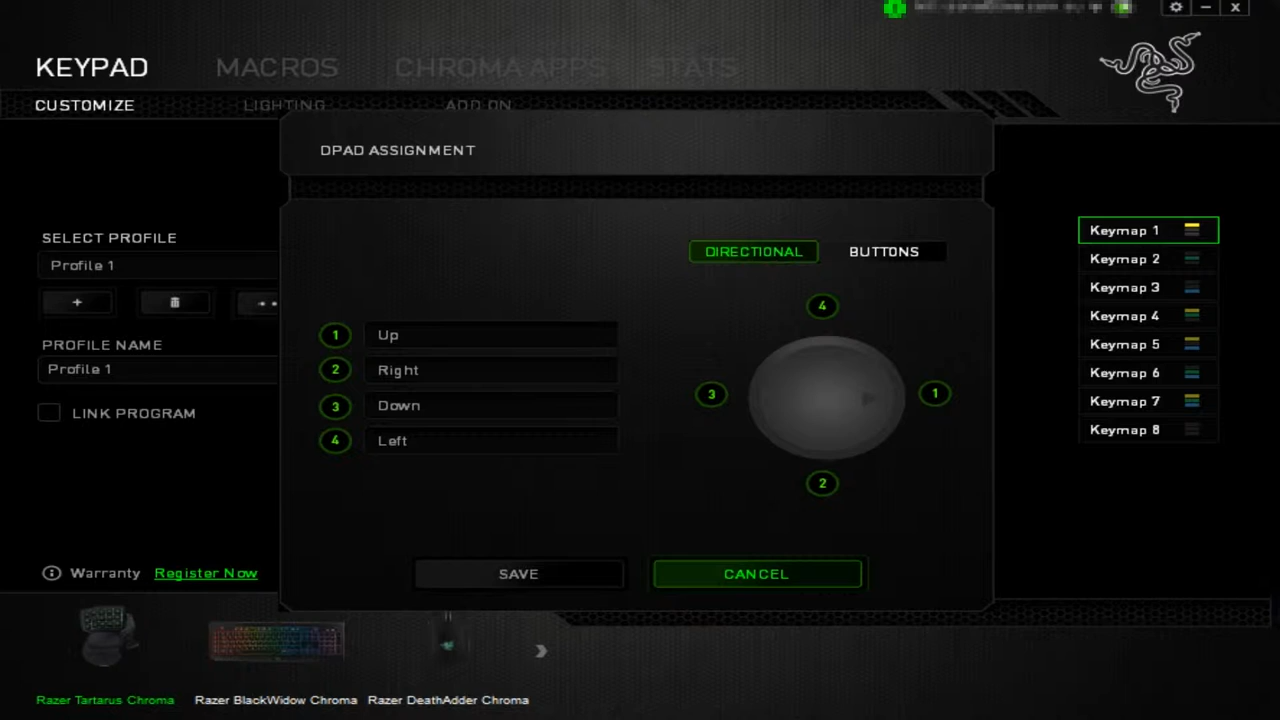 KEYPAD MACROS CHROMA APPS STATS
CUSTOMIZE LIGHTING ADD-ON
DPAD ASSIGNMENT
SELECT PROFILE
Profile 1
+
PROFILE NAME
Profile 1
LINK PROGRAM
DIRECTIONAL BUTTONS
1 Up
2 Right
3 Down
4 Left
4
3
1
2
SAVE CANCEL
Keymap 1
Keymap 2
Keymap 3
Keymap 4
Keymap 5
Keymap 6
Keymap 7
Keymap 8
Warranty Register Now
Razer Tartarus Chroma Razer BlackWidow Chroma Razer DeathAdder Chroma